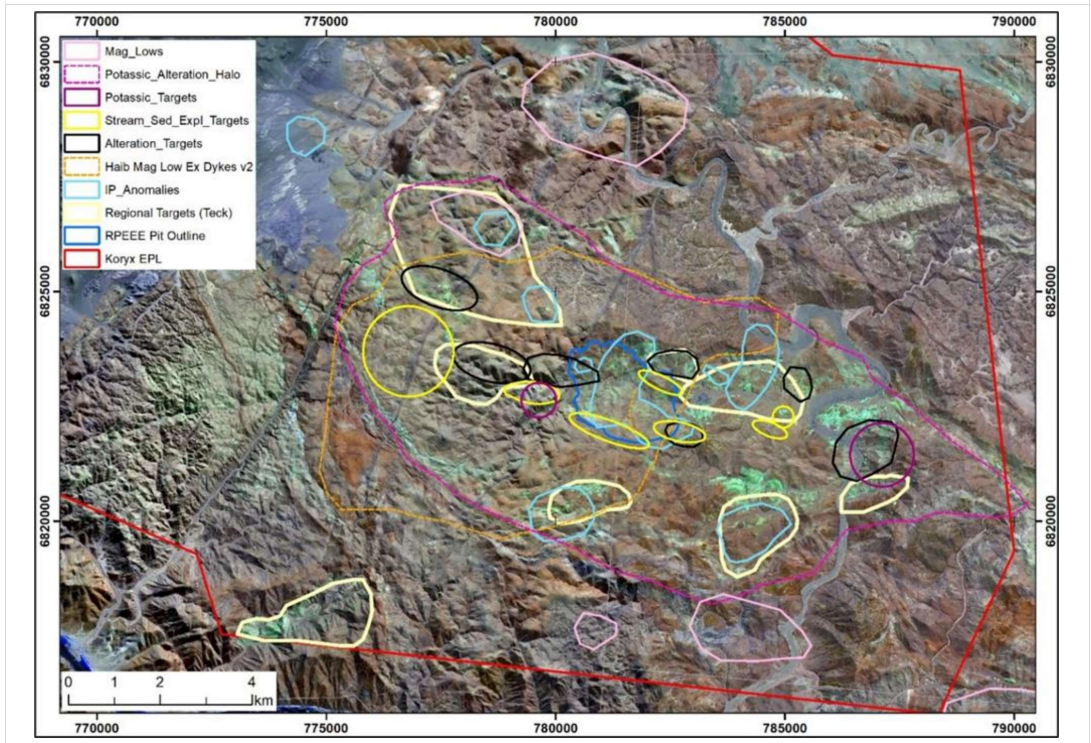 770000 775000 780000 785000 790000
6830000 6830000
Mag_Lows
Potassic_Alteration_Halo
Potassic_Targets
Stream_Sed_Expl_Targets
Alteration_Targets
Haib Mag Low Ex Dykes v2
IP_Anomalies
Regional Targets (Teck)
RPEEE Pit Outline
Koryx EPL
6825000 6825000
6820000 6820000
0 1 2 4
km
770000 775000 780000 785000 790000